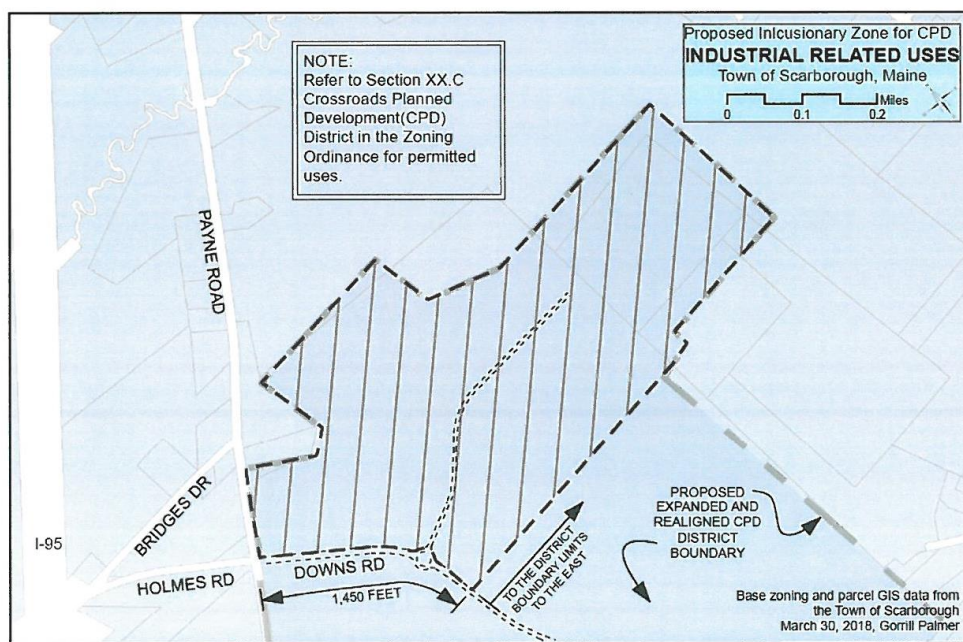 Proposed Inlcusionary Zone for CPD
INDUSTRIAL RELATED USES
Town of Scarborough, Maine
Miles
0 0.1 0.2
NOTE:
Refer to Section XX.C
Crossroads Planned
Development(CPD)
District in the Zoning
Ordinance for permitted
uses.
PAYNE ROAD
BRIDGES DR
I-95
HOLMES RD
DOWNS RD
1,450 FEET
TO THE DISTRICT
BOUNDARY LIMITS
TO THE EAST
PROPOSED
EXPANDED AND
REALIGNED CPD
DISTRICT
BOUNDARY
Base zoning and parcel GIS data from
the Town of Scarborough
March 30, 2018, Gorrill Palmer